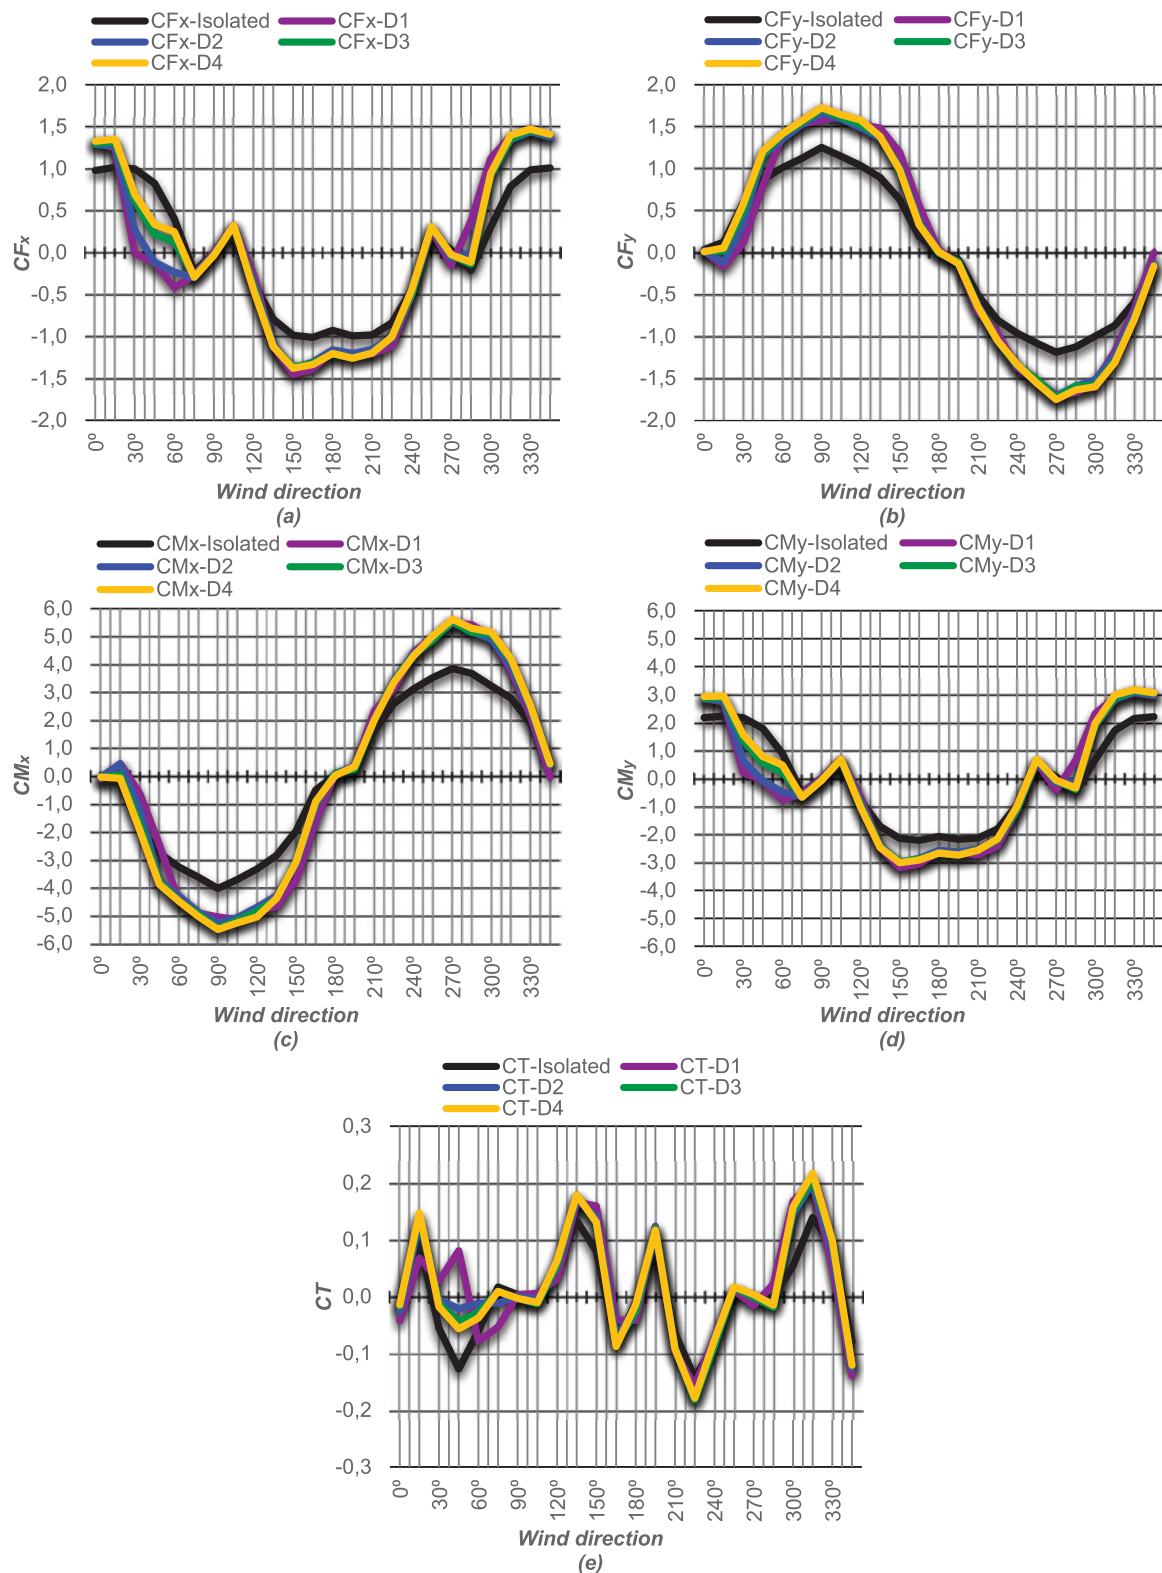 CFx-Isolated CFx-D1
CFx-D2 CFx-D3
CFx-D4
2,0
1,5
1,0
0,5
0,0
-0,5
-1,0
-1,5
-2,0
CFx
0º 30º 60º 90º 120º 150º 180º 210º 240º 270º 300º 330º
Wind direction
(a)
CFy-Isolated CFy-D1
CFy-D2 CFy-D3
CFy-D4
2,0
1,5
1,0
0,5
0,0
-0,5
-1,0
-1,5
-2,0
CFy
0º 30º 60º 90º 120º 150º 180º 210º 240º 270º 300º 330º
Wind direction
(b)
CMx-Isolated CMx-D1
CMx-D2 CMx-D3
CMx-D4
6,0
5,0
4,0
3,0
2,0
1,0
0,0
-1,0
-2,0
-3,0
-4,0
-5,0
-6,0
CMx
0º 30º 60º 90º 120º 150º 180º 210º 240º 270º 300º 330º
Wind direction
(c)
CMy-Isolated CMy-D1
CMy-D2 CMy-D3
CMy-D4
6,0
5,0
4,0
3,0
2,0
1,0
0,0
-1,0
-2,0
-3,0
-4,0
-5,0
-6,0
CMy
0º 30º 60º 90º 120º 150º 180º 210º 240º 270º 300º 330º
Wind direction
(d)
CT-Isolated CT-D1
CT-D2 CT-D3
CT-D4
0,3
0,2
0,1
0,0
-0,1
-0,2
-0,3
CT
0º 30º 60º 90º 120º 150º 180º 210º 240º 270º 300º 330º
Wind direction
(e)